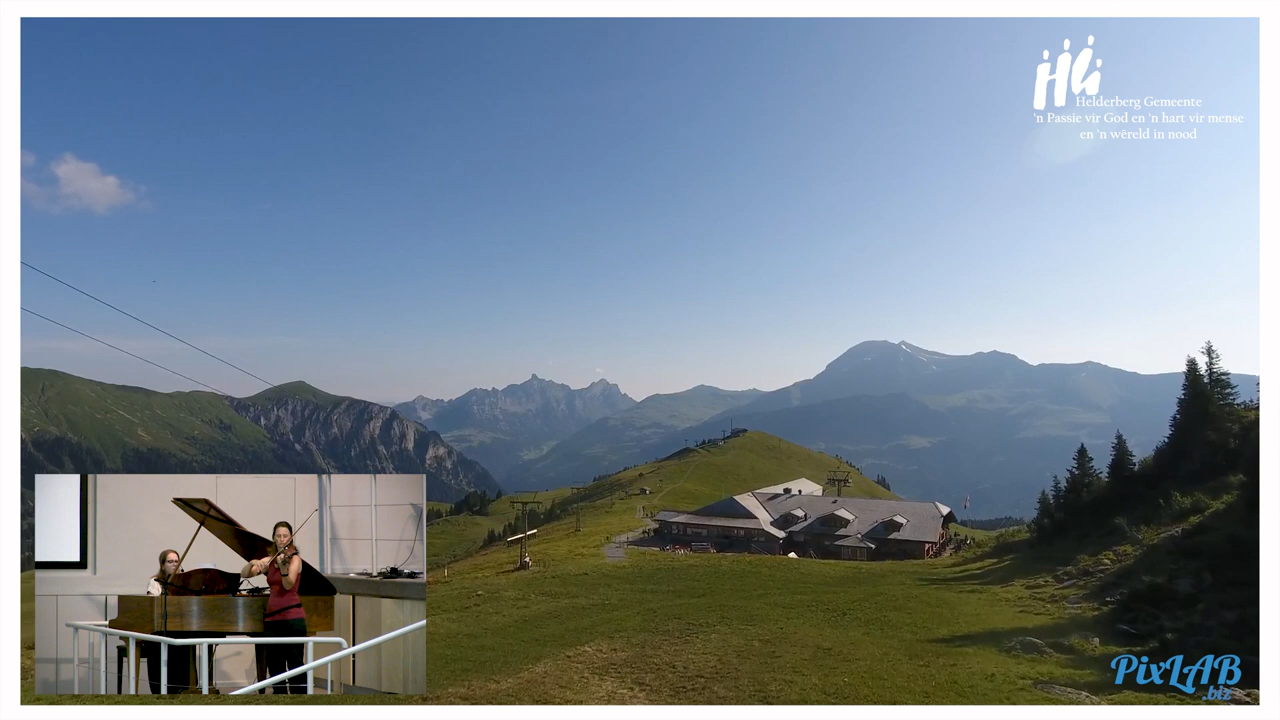 HG
Helderberg Gemeente
'n Passie vir God en 'n hart vir mense
en 'n wêreld in nood
PixLAB
.biz